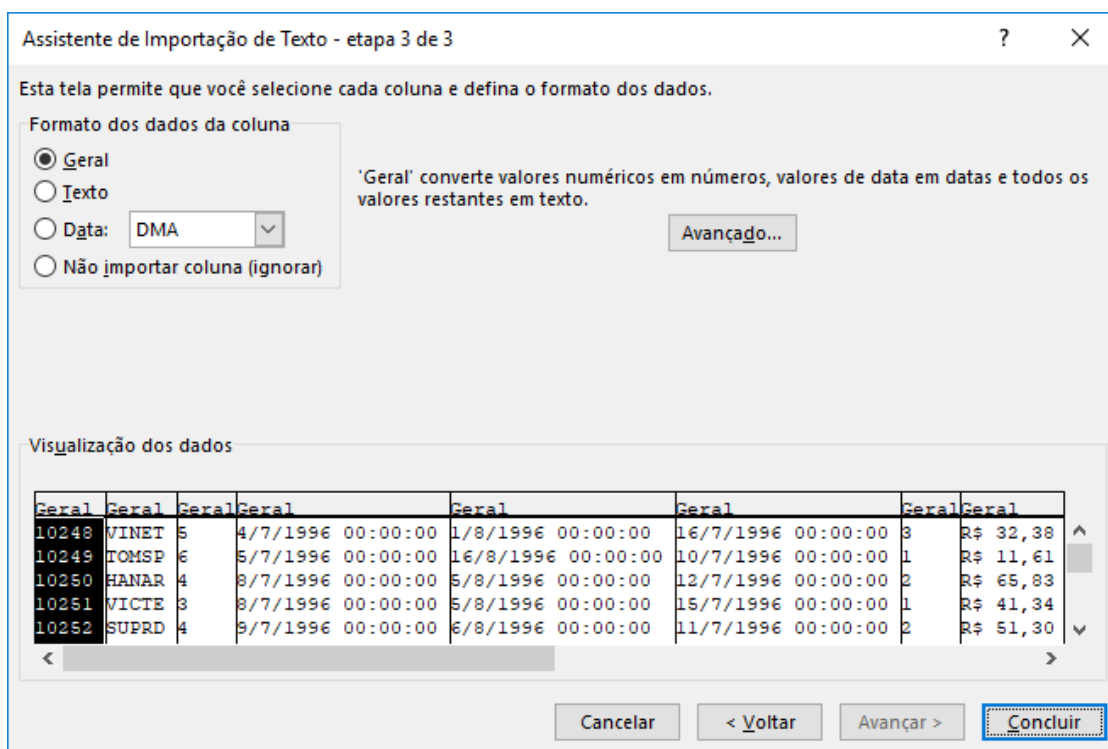 Assistente de Importação de Texto - etapa 3 de 3
?
Esta tela permite que você selecione cada coluna e defina o formato dos dados.
Formato dos dados da coluna
Geral
Texto
Data: DMA
Não importar coluna (ignorar)
'Geral' converte valores numéricos em números, valores de data em datas e todos os
valores restantes em texto.
Avançado...
Visualização dos dados
Geral Geral Geral Geral Geral Geral Geral Geral
10248 VINET 5 4/7/1996 00:00:00 1/8/1996 00:00:00 16/7/1996 00:00:00 3 R$ 32,38
10249 TOMSP 6 5/7/1996 00:00:00 16/8/1996 00:00:00 10/7/1996 00:00:00 1 R$ 11,61
10250 HANAR 4 8/7/1996 00:00:00 5/8/1996 00:00:00 12/7/1996 00:00:00 2 R$ 65,83
10251 VICTE 3 8/7/1996 00:00:00 5/8/1996 00:00:00 15/7/1996 00:00:00 1 R$ 41,34
10252 SUPRD 4 9/7/1996 00:00:00 6/8/1996 00:00:00 11/7/1996 00:00:00 2 R$ 51,30
Cancelar < Voltar Avançar > Concluir